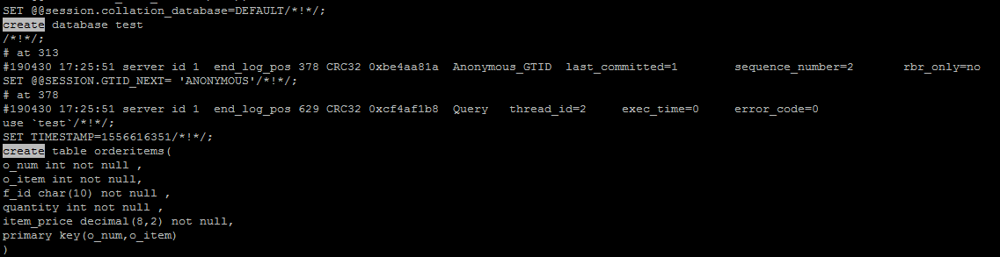 SET @@session.collation_database=DEFAULT/*!*/;
create database test
/*!*/;
# at 313
#190430 17:25:51 server id 1  end_log_pos 378 CRC32 0xbe4aa81a  Anonymous_GTID  last_committed=1        sequence_number=2       rbr_only=no
SET @@SESSION.GTID_NEXT= 'ANONYMOUS'/*!*/;
# at 378
#190430 17:25:51 server id 1  end_log_pos 629 CRC32 0xcf4af1b8  Query   thread_id=2     exec_time=0     error_code=0
use `test`/*!*/;
SET TIMESTAMP=1556616351/*!*/;
create table orderitems(
o_num int not null ,
o_item int not null,
f_id char(10) not null ,
quantity int not null ,
item_price decimal(8,2) not null,
primary key(o_num,o_item)
)